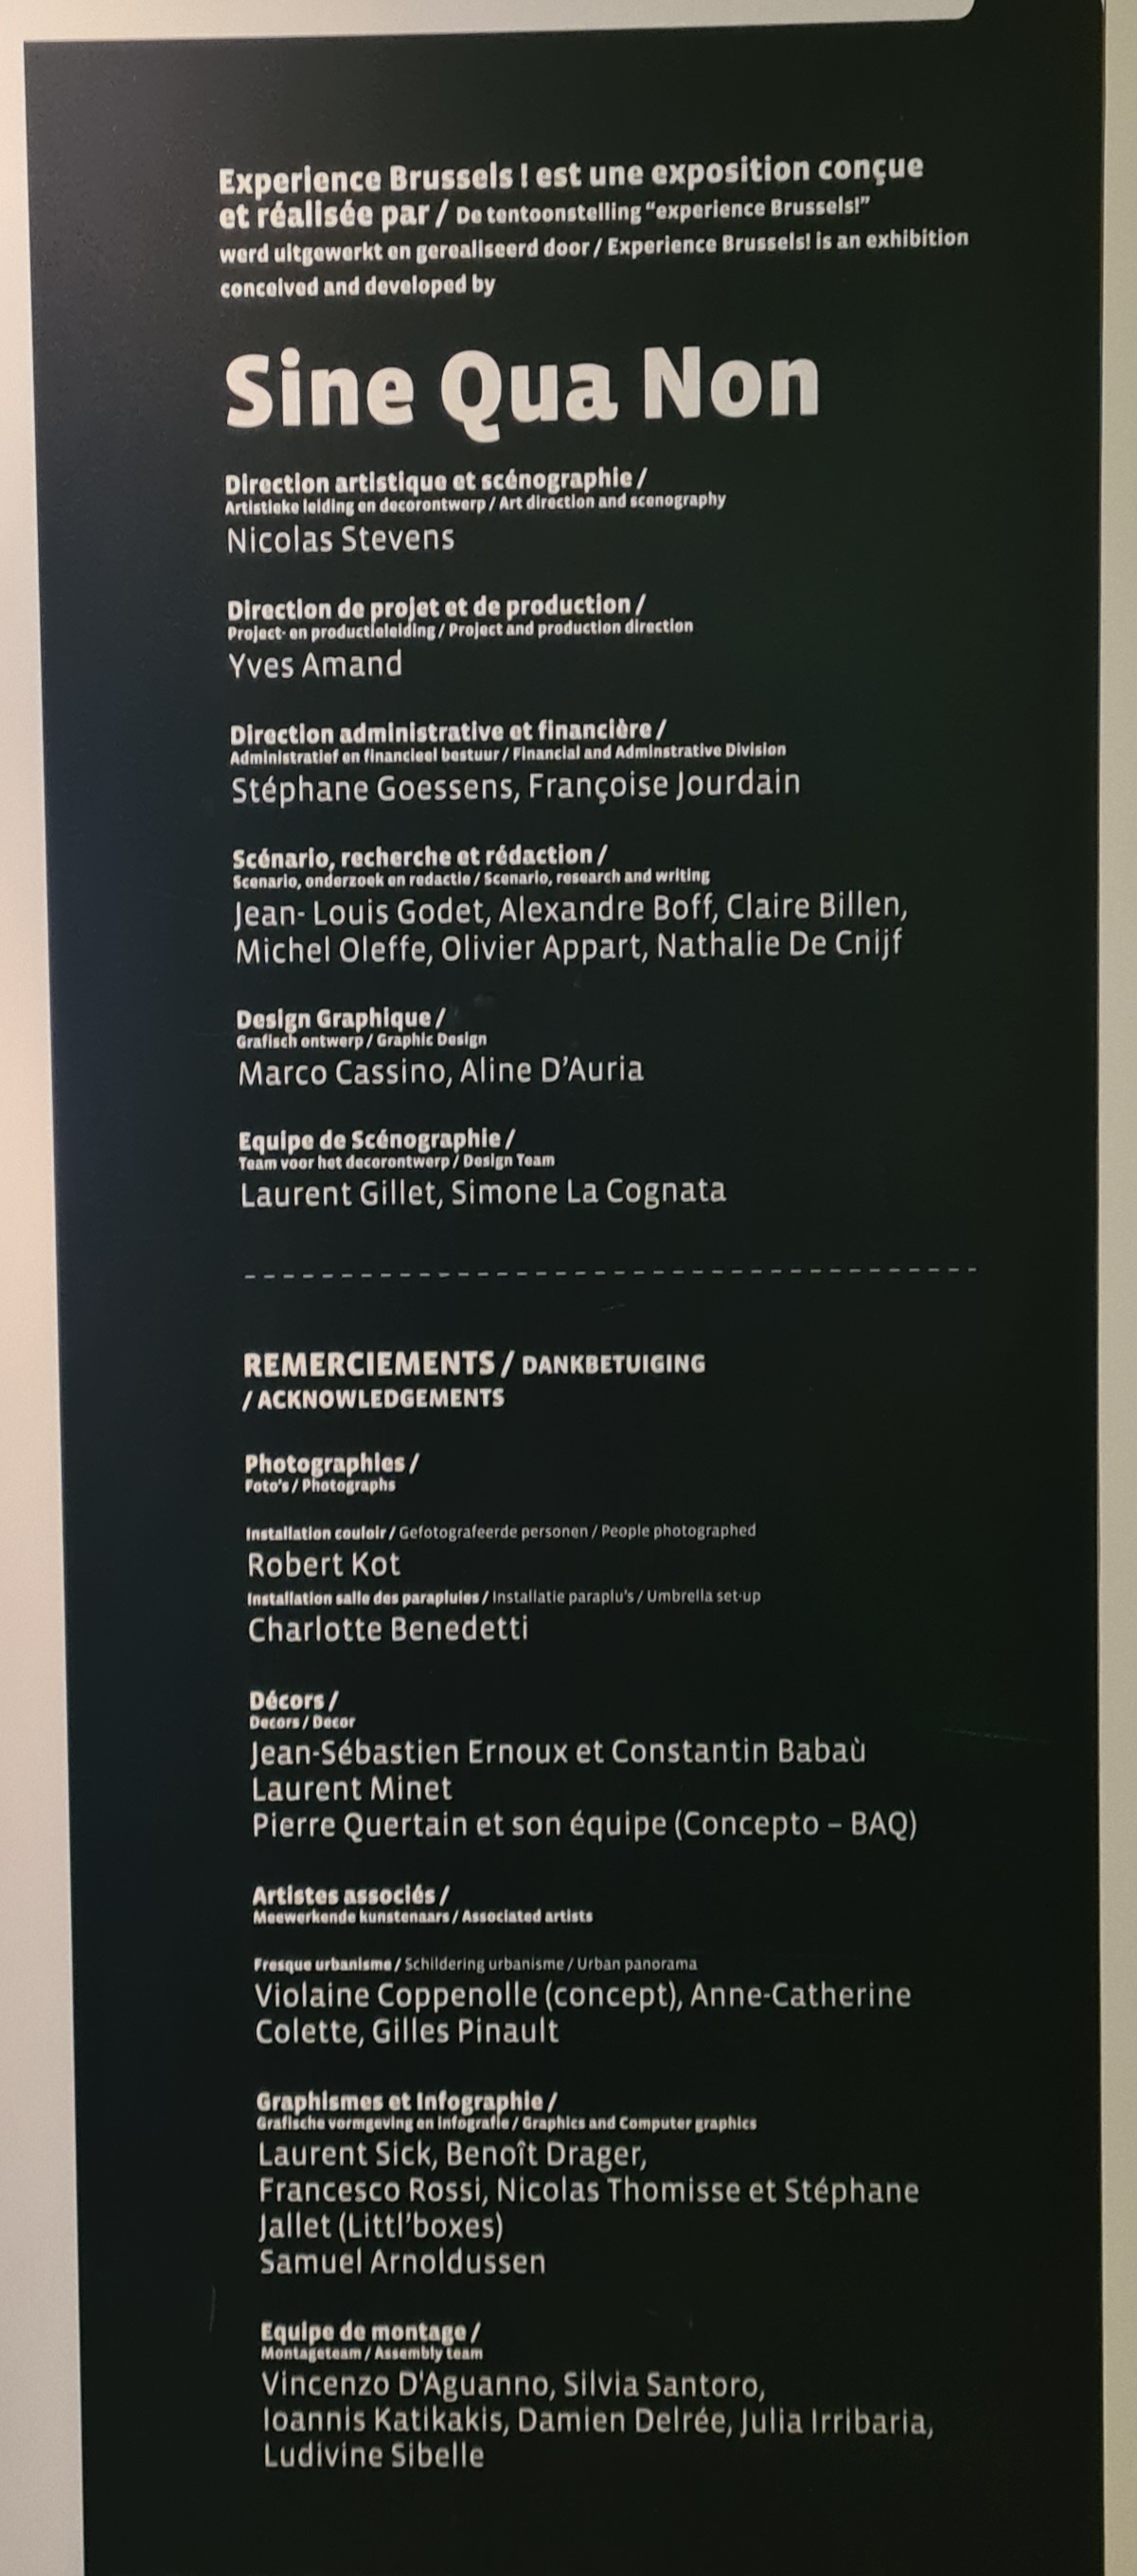 Experience Brussels ! est une exposition conçue
et réalisée par / De tentoonstelling “experience Brussels!”
werd uitgewerkt en gerealiseerd door / Experience Brussels! is an exhibition
conceived and developed by
Sine Qua Non
Direction artistique et scénographie /
Artistieke leiding en decorontwerp / Art direction and scenography
Nicolas Stevens
Direction de projet et de production /
Project- en productieleiding / Project and production direction
Yves Amand
Direction administrative et financière /
Administratief en financieel bestuur / Financial and Adminstrative Division
Stéphane Goessens, Françoise Jourdain
Scénario, recherche et rédaction /
Scenario, onderzoek en redactie / Scenario, research and writing
Jean- Louis Godet, Alexandre Boff, Claire Billen,
Michel Oleffe, Olivier Appart, Nathalie De Cnijf
Design Graphique /
Grafisch ontwerp / Graphic Design
Marco Cassino, Aline D’Auria
Equipe de Scénographie /
Team voor het decorontwerp / Design Team
Laurent Gillet, Simone La Cognata
REMERCIEMENTS / DANKBETUIGING
/ ACKNOWLEDGEMENTS
Photographies /
Foto's / Photographs
Installation couloir / Gefotografeerde personen / People photographed
Robert Kot
Installation salle des parapluies / Installatie paraplu's / Umbrella set-up
Charlotte Benedetti
Décors /
Decors / Decor
Jean-Sébastien Ernoux et Constantin Babaù
Laurent Minet
Pierre Quertain et son équipe (Concepto – BAQ)
Artistes associés /
Meewerkende kunstenaars / Associated artists
Fresque urbanisme / Schildering urbanisme / Urban panorama
Violaine Coppenolle (concept), Anne-Catherine
Colette, Gilles Pinault
Graphismes et Infographie /
Grafische vormgeving en Infografie / Graphics and Computer graphics
Laurent Sick, Benoît Drager,
Francesco Rossi, Nicolas Thomisse et Stéphane
Jallet (Littl’boxes)
Samuel Arnoldussen
Equipe de montage /
Montageteam / Assembly team
Vincenzo D'Aguanno, Silvia Santoro,
Ioannis Katikakis, Damien Delrée, Julia Irribaria,
Ludivine Sibelle